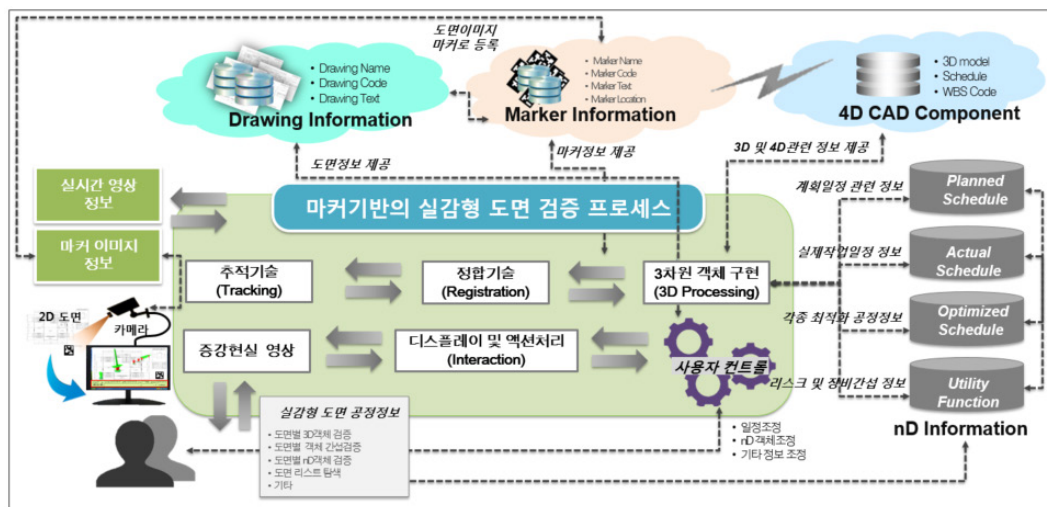 도면이미지
마커로 등록
• Drawing Name
• Drawing Code
• Drawing Text
Drawing Information
• Marker Name
• Marker Code
• Marker Text
• Marker Location
Marker Information
• 3D model
• Schedule
• WBS Code
4D CAD Component
도면정보 제공
마커정보 제공
3D 및 4D관련 정보 제공
실시간 영상
정보
마커 이미지
정보
마커기반의 실감형 도면 검증 프로세스
추적기술
(Tracking)
정합기술
(Registration)
3차원 객체 구현
(3D Processing)
2D 도면
카메라
증강현실 영상
디스플레이 및 액션처리
(Interaction)
사용자 컨트롤
계획일정 관련 정보
Planned
Schedule
실제작업일정 정보
Actual
Schedule
각종 최적화 공정정보
Optimized
Schedule
리스크 및 장비간섭 정보
Utility
Function
nD Information
실감형 도면 공정정보
• 도면별 3D객체 검증
• 도면별 객체 간섭검증
• 도면별 nD객체 검증
• 도면 리스트 탐색
• 기타
• 일정조정
• nD 객체조정
• 기타 정보 조정